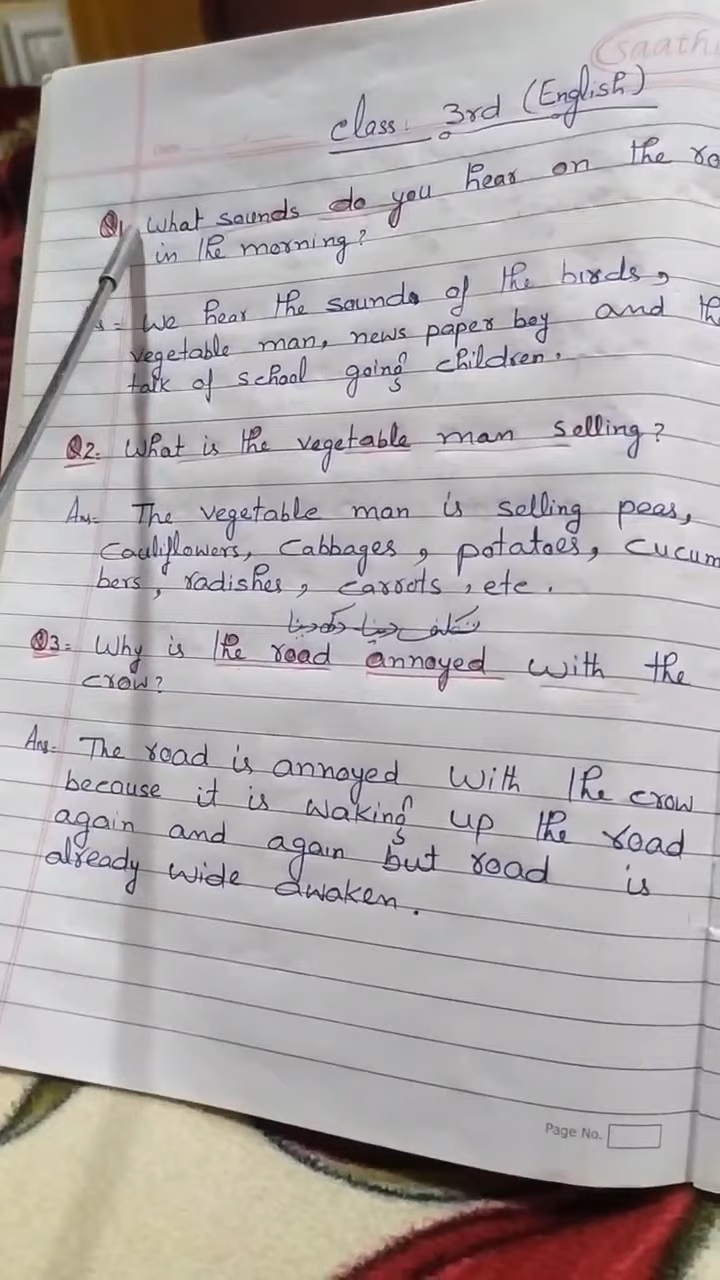 saathi
Class: 3rd (English)
Q1. What sounds do you hear on the ro
in the morning?
s = We hear the sounds of the birds,
vegetable man, news paper boy and th
talk of school going children.
Q2. What is the vegetable man selling?
Ans= The vegetable man is selling peas,
Cauliflowers, Cabbages, potatoes, Cucum
bers, radishes, carrots, etc.
Q3= Why is the road annoyed with the
crow?
Ans= The road is annoyed with the crow
because it is waking up the road
again and again but road is
already wide awaken.
Page No.